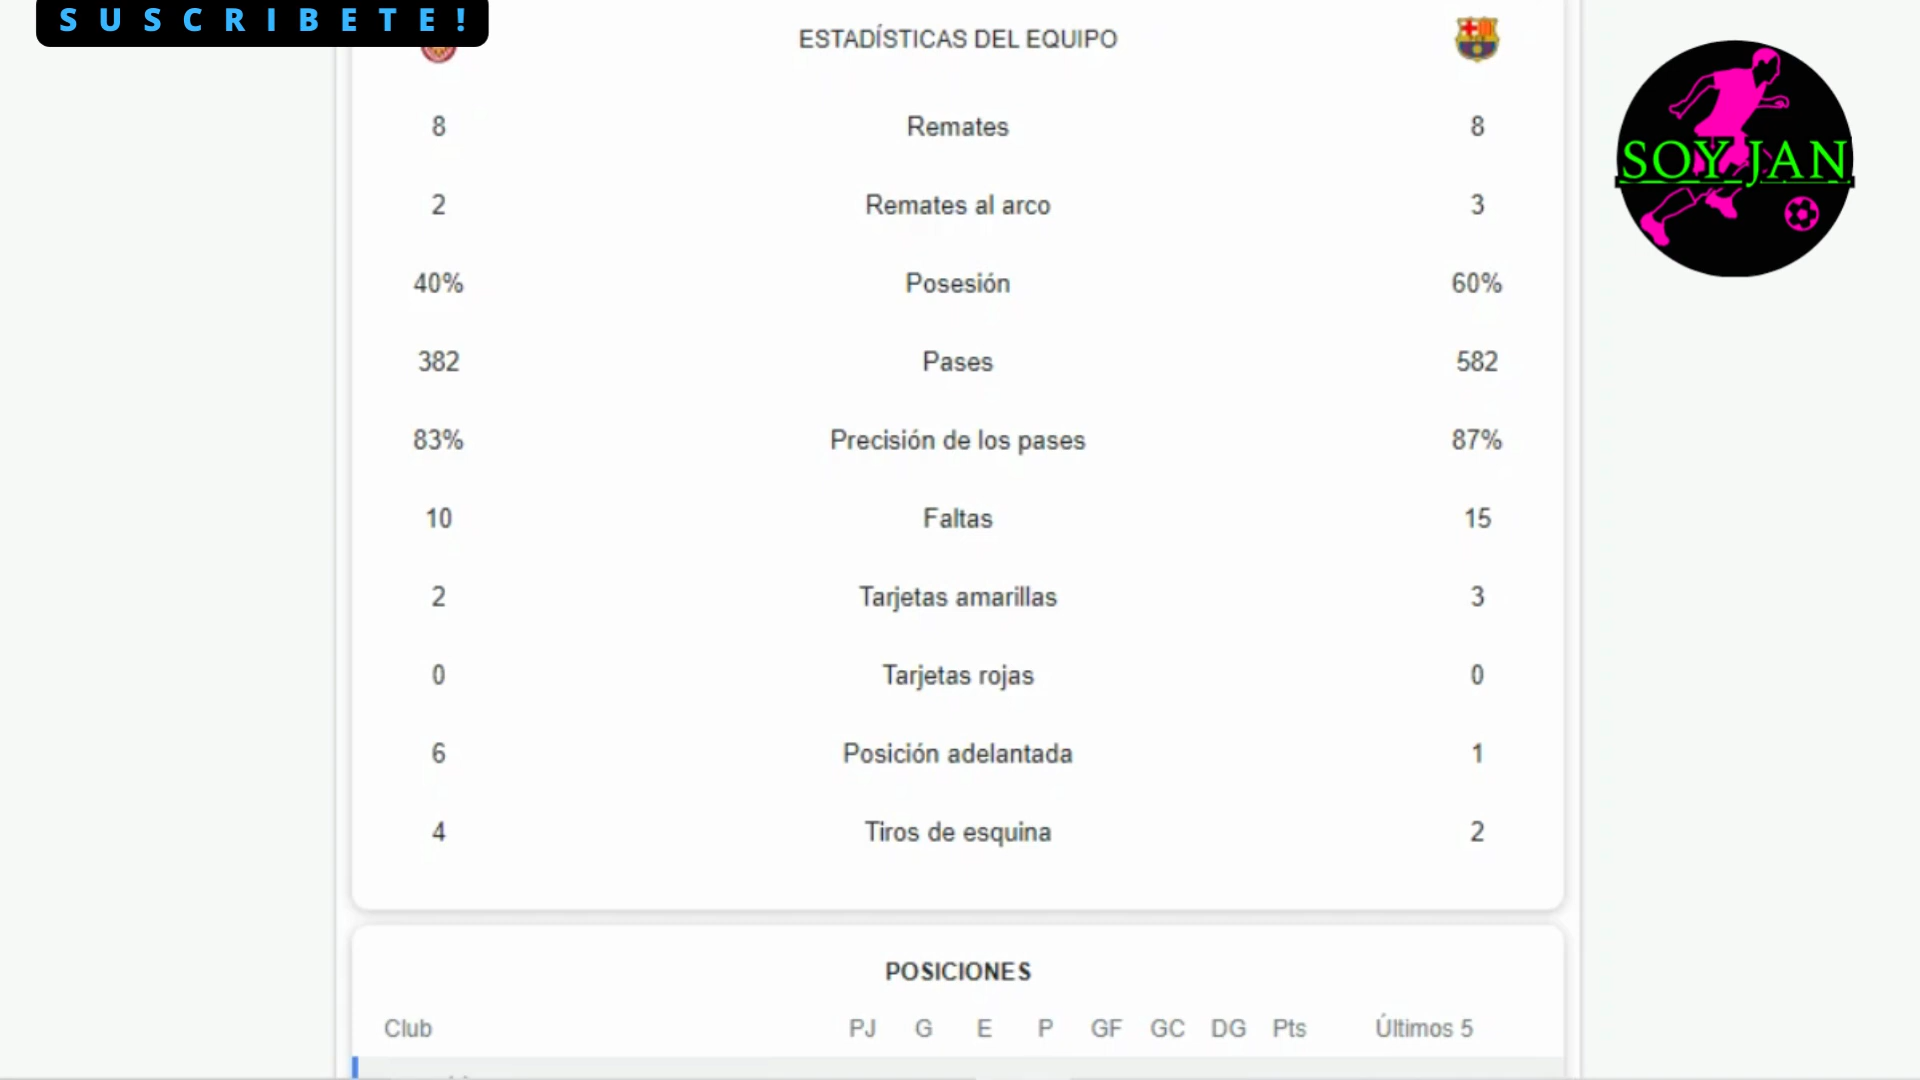 SUSCRIBETE!
ESTADÍSTICAS DEL EQUIPO
8 Remates 8
2 Remates al arco 3
40% Posesión 60%
382 Pases 582
83% Precisión de los pases 87%
10 Faltas 15
2 Tarjetas amarillas 3
0 Tarjetas rojas 0
6 Posición adelantada 1
4 Tiros de esquina 2
SOY JAN
POSICIONES
Club PJ G E P GF GC DG Pts Últimos 5